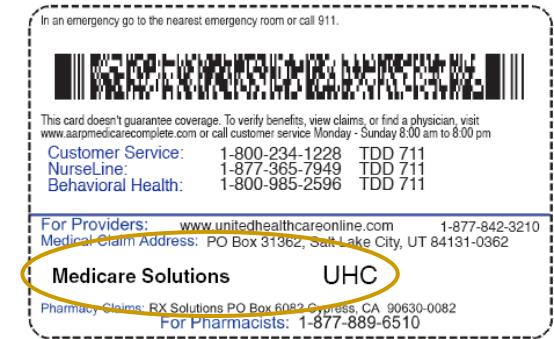 In an emergency go to the nearest emergency room or call 911.
This card doesn't guarantee coverage. To verify benefits, view claims, or find a physician, visit
www.aarpmedicarecomplete.com or call customer service Monday - Sunday 8:00 am to 8:00 pm
Customer Service: 1-800-234-1228 TDD 711
NurseLine: 1-877-365-7949 TDD 711
Behavioral Health: 1-800-985-2596 TDD 711
For Providers: www.unitedhealthcareonline.com 1-877-842-3210
Medical Claim Address: PO Box 31362, Salt Lake City, UT 84131-0362
Medicare Solutions UHC
Pharmacy Claims: RX Solutions PO Box 6082 Cypress, CA 90630-0082
For Pharmacists: 1-877-889-6510